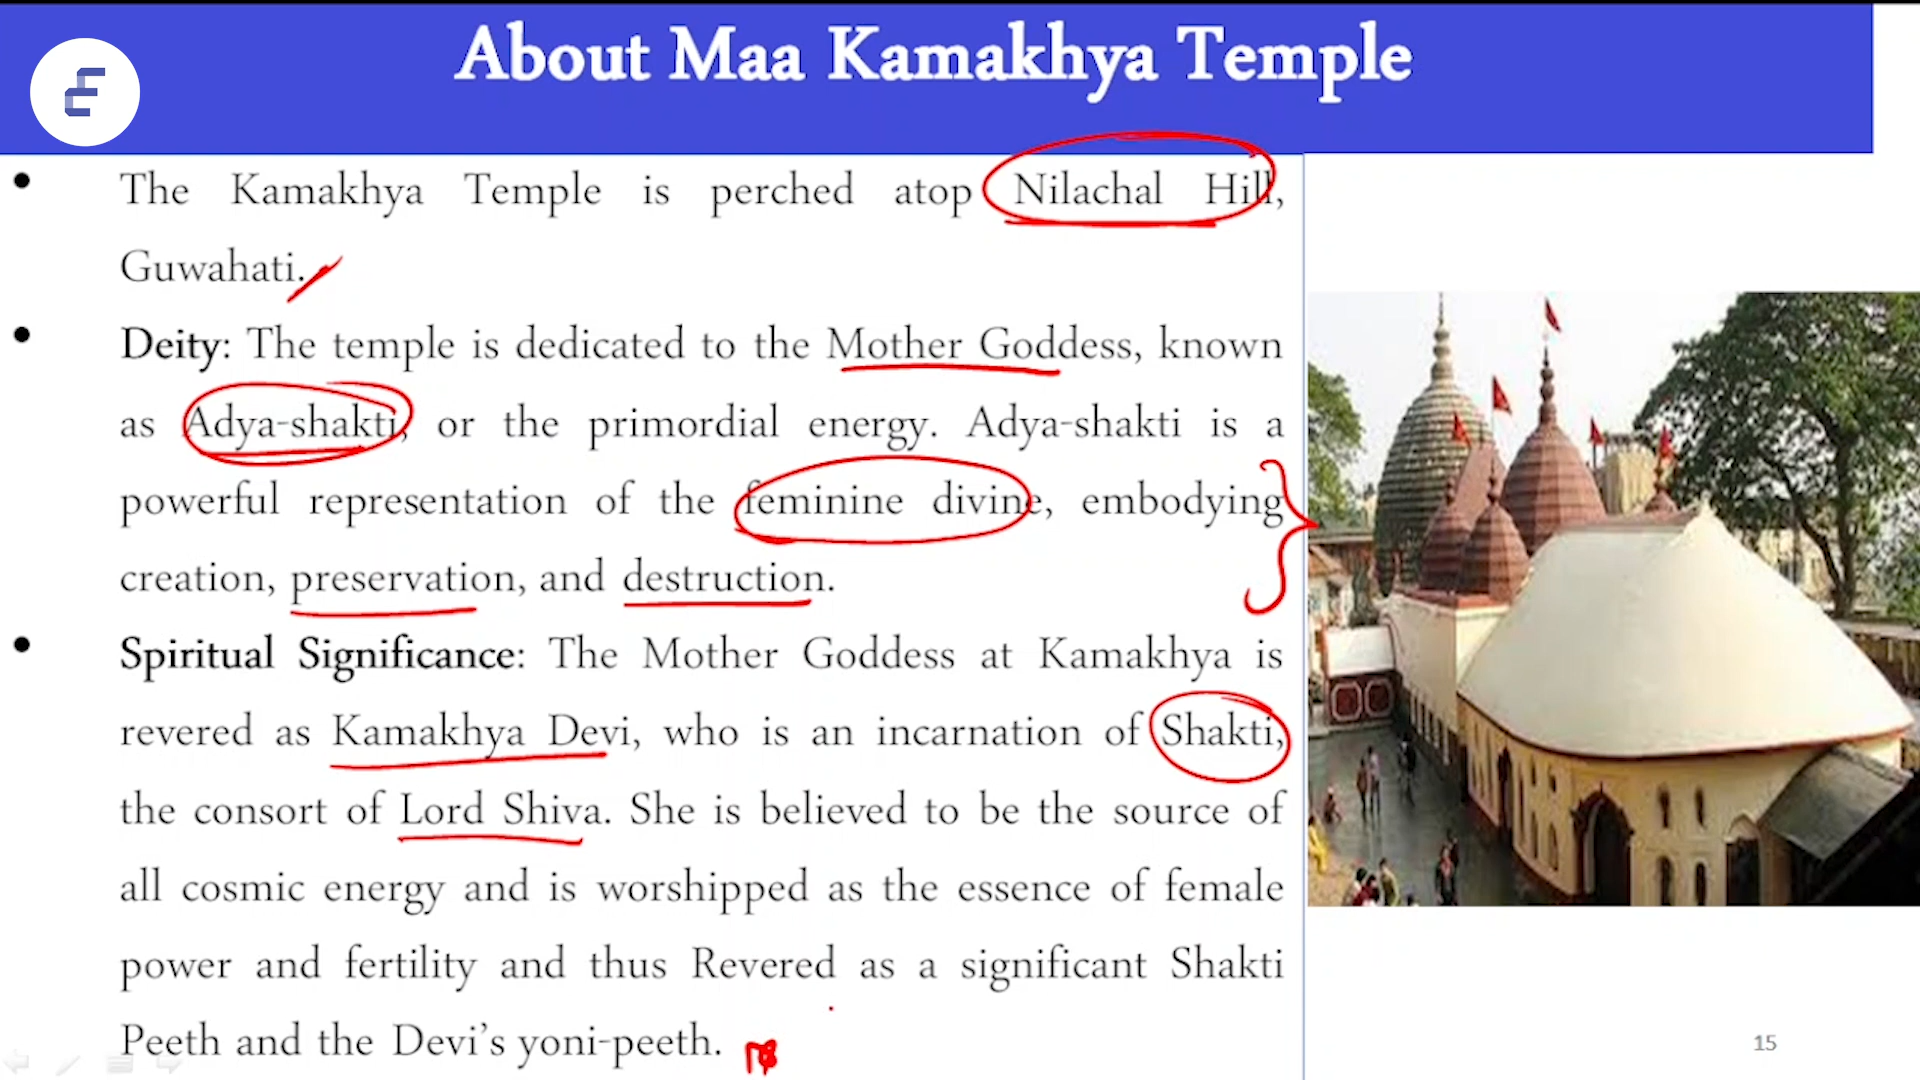 About Maa Kamakhya Temple
• The Kamakhya Temple is perched atop Nilachal Hill,
Guwahati.
• Deity: The temple is dedicated to the Mother Goddess, known
as Adya-shakti, or the primordial energy. Adya-shakti is a
powerful representation of the feminine divine, embodying
creation, preservation, and destruction.
• Spiritual Significance: The Mother Goddess at Kamakhya is
revered as Kamakhya Devi, who is an incarnation of Shakti,
the consort of Lord Shiva. She is believed to be the source of
all cosmic energy and is worshipped as the essence of female
power and fertility and thus Revered as a significant Shakti
Peeth and the Devi’s yoni-peeth.
15